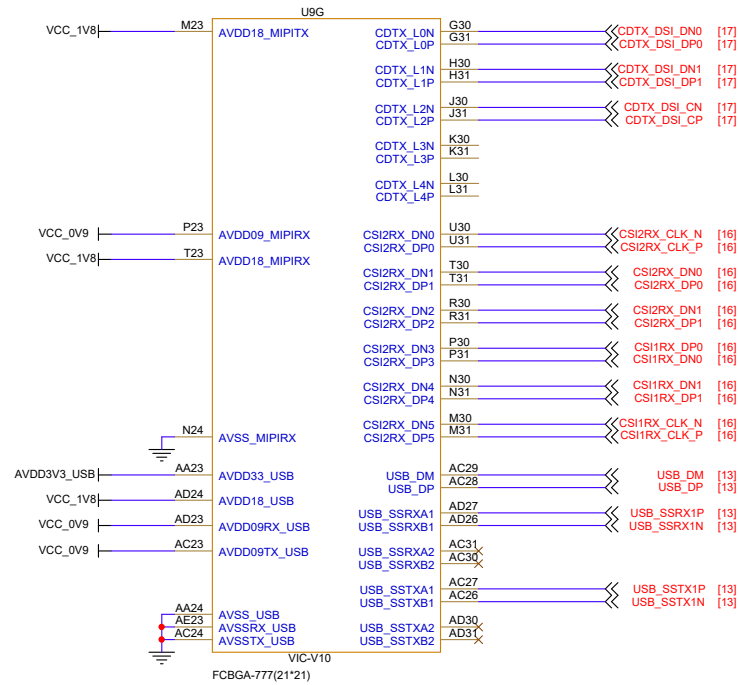 U9G
VCC_1V8 M23 AVDD18_MIPITX CDTX_L0N G30 CDTX_DSI_DN0 [17]
CDTX_L0P G31 CDTX_DSI_DP0 [17]
CDTX_L1N H30 CDTX_DSI_DN1 [17]
CDTX_L1P H31 CDTX_DSI_DP1 [17]
CDTX_L2N J30 CDTX_DSI_CN [17]
CDTX_L2P J31 CDTX_DSI_CP [17]
CDTX_L3N K30
CDTX_L3P K31
CDTX_L4N L30
CDTX_L4P L31
VCC_0V9 P23 AVDD09_MIPIRX CSI2RX_DN0 U30 CSI2RX_CLK_N [16]
CSI2RX_DP0 U31 CSI2RX_CLK_P [16]
VCC_1V8 T23 AVDD18_MIPIRX CSI2RX_DN1 T30 CSI2RX_DN0 [16]
CSI2RX_DP1 T31 CSI2RX_DP0 [16]
CSI2RX_DN2 R30 CSI2RX_DN1 [16]
CSI2RX_DP2 R31 CSI2RX_DP1 [16]
CSI2RX_DN3 P30 CSI1RX_DP0 [16]
CSI2RX_DP3 P31 CSI1RX_DN0 [16]
CSI2RX_DN4 N30 CSI1RX_DN1 [16]
CSI2RX_DP4 N31 CSI1RX_DP1 [16]
CSI2RX_DN5 M30 CSI1RX_CLK_N [16]
N24 AVSS_MIPIRX CSI2RX_DP5 M31 CSI1RX_CLK_P [16]
AVDD3V3_USB AA23 AVDD33_USB USB_DM AC29 USB_DM [13]
USB_DP AC28 USB_DP [13]
VCC_1V8 AD24 AVDD18_USB USB_SSRXA1 AD27 USB_SSRX1P [13]
VCC_0V9 AD23 AVDD09RX_USB USB_SSRXB1 AD26 USB_SSRX1N [13]
VCC_0V9 AC23 AVDD09TX_USB USB_SSRXA2 AC31
USB_SSRXB2 AC30
USB_SSTXA1 AC27 USB_SSTX1P [13]
USB_SSTXB1 AC26 USB_SSTX1N [13]
AA24 AVSS_USB
AE23 AVSSRX_USB USB_SSTXA2 AD30
AC24 AVSSTX_USB USB_SSTXB2 AD31
VIC-V10
FCBGA-777(21*21)